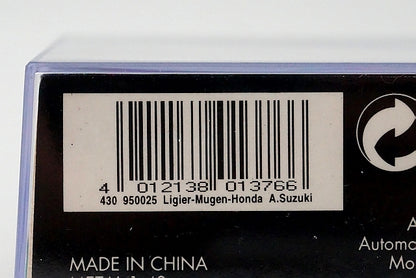 4 012138 013766
430 950025 Ligier-Mugen-Honda A.Suzuki
MADE IN CHINA